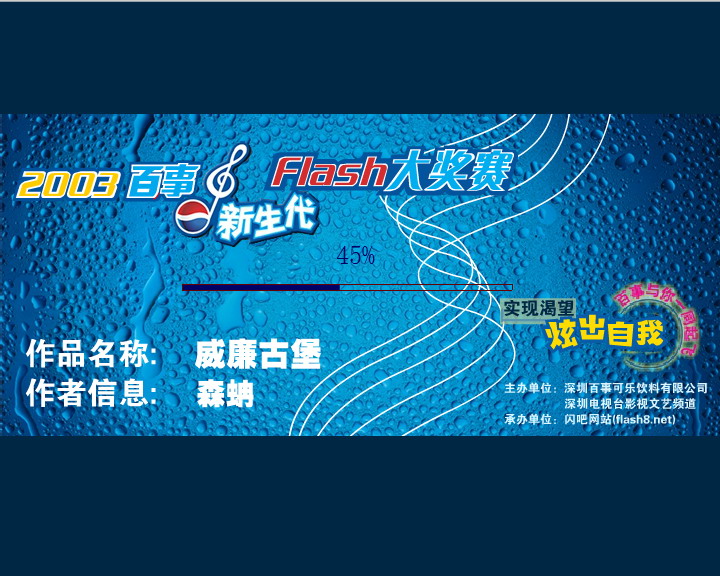 2003 百事
Flash大奖赛
新生代
45%
实现渴望
炫出自我
百事与你一同起飞
作品名称: 威廉古堡
作者信息: 森蚺
主办单位: 深圳百事可乐饮料有限公司
深圳电视台影视文艺频道
承办单位: 闪吧网站(flash8.net)